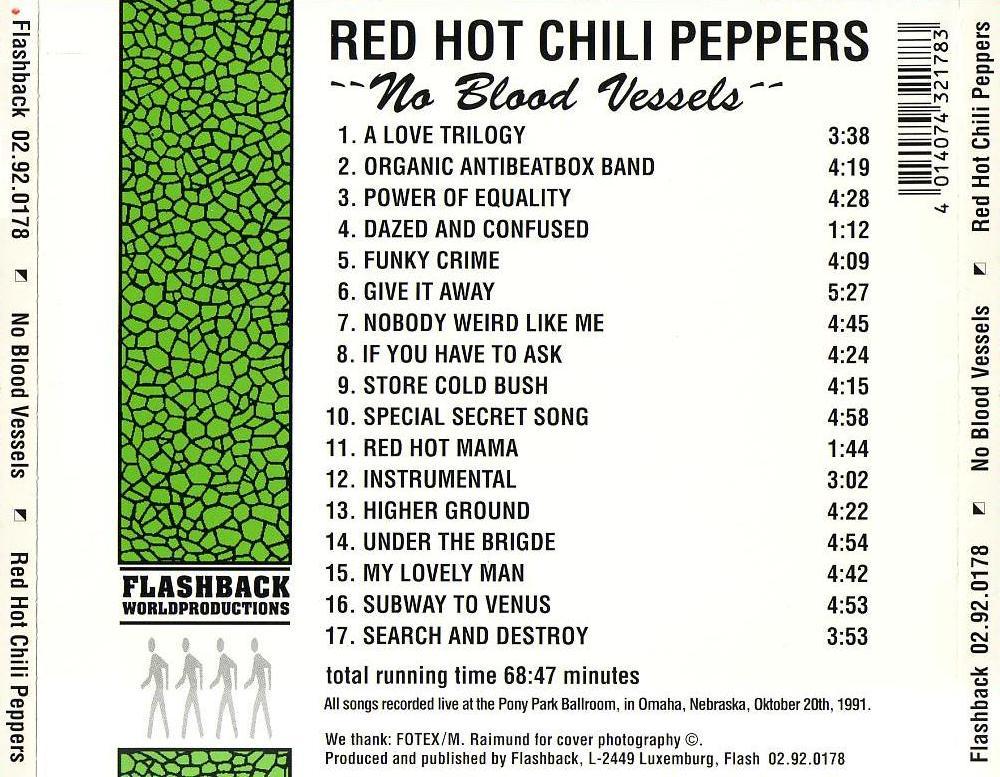 Flashback 02.92.0178 ◪ No Blood Vessels ◪ Red Hot Chili Peppers
RED HOT CHILI PEPPERS
~~No Blood Vessels~~
1. A LOVE TRILOGY 3:38
2. ORGANIC ANTIBEATBOX BAND 4:19
3. POWER OF EQUALITY 4:28
4. DAZED AND CONFUSED 1:12
5. FUNKY CRIME 4:09
6. GIVE IT AWAY 5:27
7. NOBODY WEIRD LIKE ME 4:45
8. IF YOU HAVE TO ASK 4:24
9. STORE COLD BUSH 4:15
10. SPECIAL SECRET SONG 4:58
11. RED HOT MAMA 1:44
12. INSTRUMENTAL 3:02
13. HIGHER GROUND 4:22
14. UNDER THE BRIGDE 4:54
15. MY LOVELY MAN 4:42
16. SUBWAY TO VENUS 4:53
17. SEARCH AND DESTROY 3:53
total running time 68:47 minutes
All songs recorded live at the Pony Park Ballroom, in Omaha, Nebraska, Oktober 20th, 1991.
We thank: FOTEX/M. Raimund for cover photography ©.
Produced and published by Flashback, L-2449 Luxemburg, Flash 02.92.0178
FLASHBACK
WORLDPRODUCTIONS
4 014074 321783
Flashback 02.92.0178 ◪ No Blood Vessels ◪ Red Hot Chili Peppers